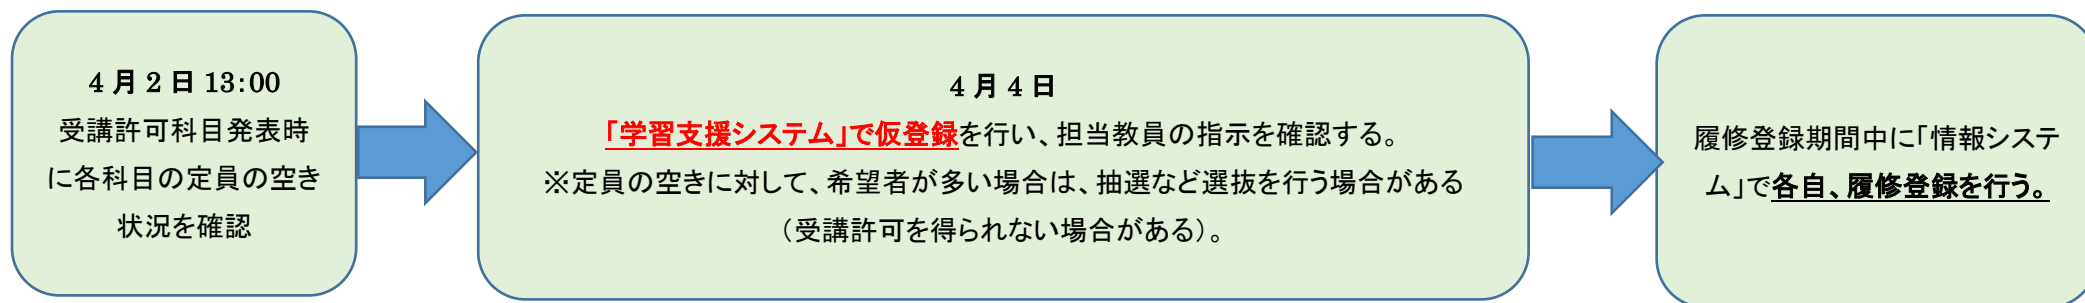 4月2日 13:00
受講許可科目発表時
に各科目の定員の空き
状況を確認
4月4日
「学習支援システム」で仮登録を行い、担当教員の指示を確認する。
※定員の空きに対して、希望者が多い場合は、抽選など選抜を行う場合がある
（受講許可を得られない場合がある）。
履修登録期間中に「情報システ
ム」で各自、履修登録を行う。